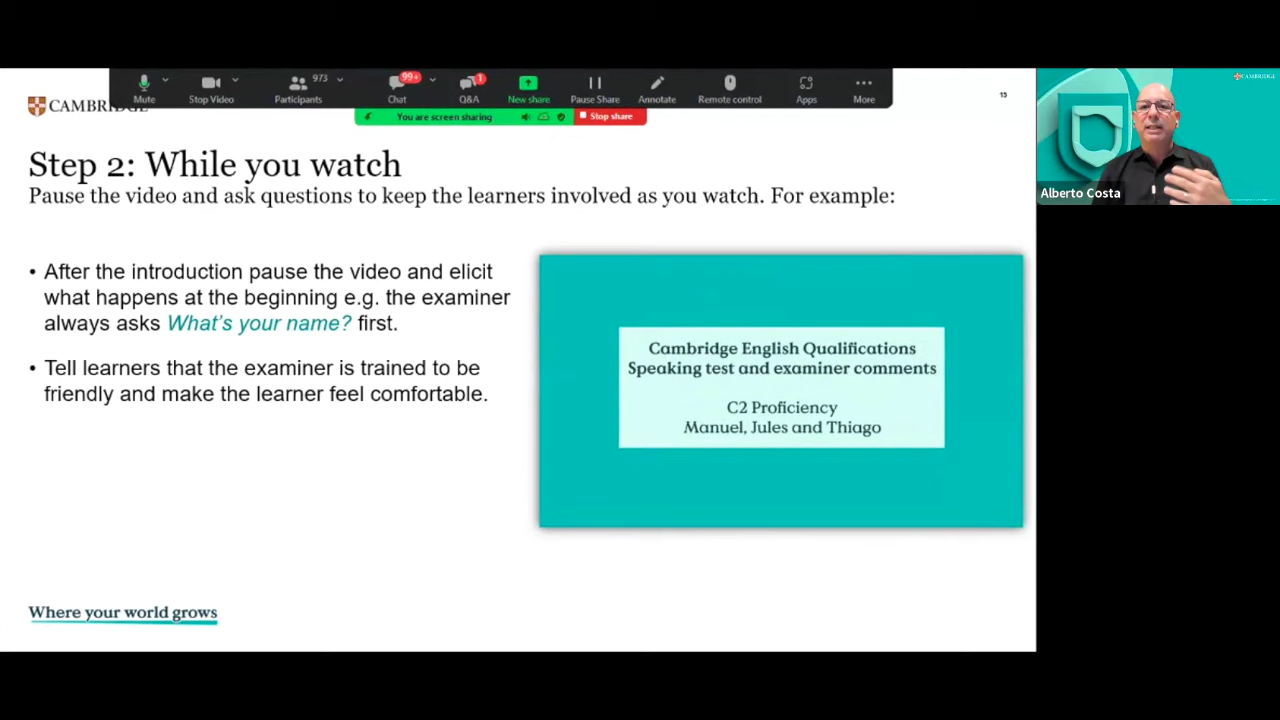 973
99+
1
Mute
Stop Video
Participants
Chat
Q&A
New share
Pause Share
Annotate
Remote control
Apps
More
You are screen sharing
Stop share
CAMBRIDGE
15
CAMBRIDGE
Alberto Costa
Step 2: While you watch
Pause the video and ask questions to keep the learners involved as you watch. For example:
• After the introduction pause the video and elicit
what happens at the beginning e.g. the examiner
always asks What's your name? first.
• Tell learners that the examiner is trained to be
friendly and make the learner feel comfortable.
Cambridge English Qualifications
Speaking test and examiner comments
C2 Proficiency
Manuel, Jules and Thiago
Where your world grows